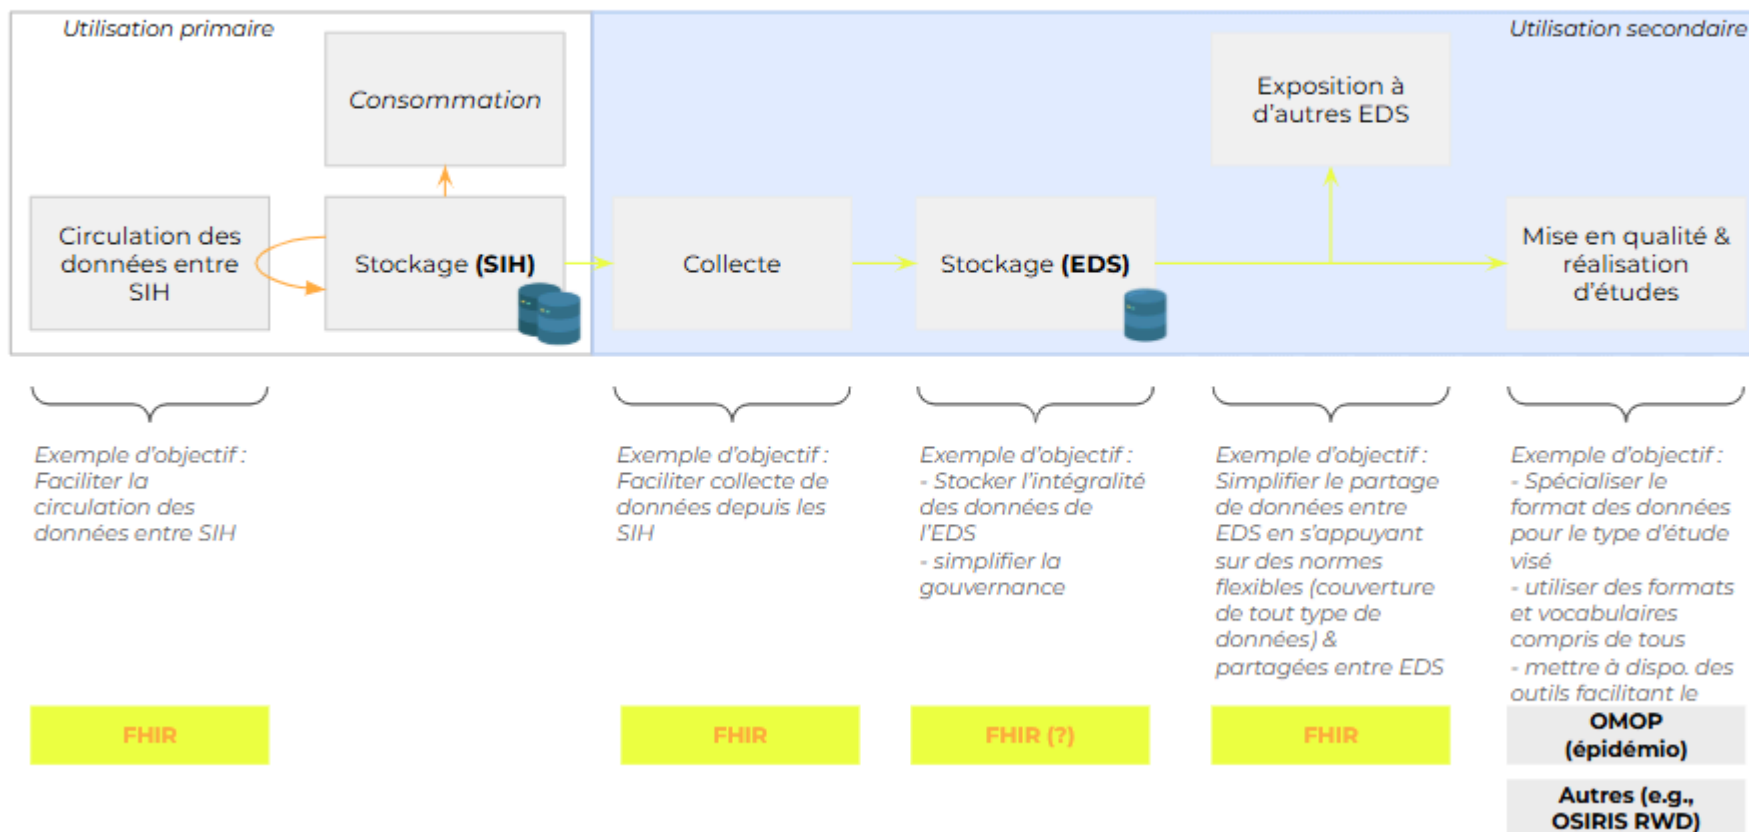 Utilisation primaire
Utilisation secondaire
Consommation
Exposition à
d'autres EDS
Circulation des
données entre
SIH
Stockage (SIH)
Collecte
Stockage (EDS)
Mise en qualité &
réalisation
d'études
Exemple d'objectif :
Faciliter la
circulation des
données entre SIH
Exemple d'objectif :
Faciliter collecte de
données depuis les
SIH
Exemple d'objectif :
- Stocker l'intégralité
des données de
l'EDS
- simplifier la
gouvernance
Exemple d'objectif :
Simplifier le partage
de données entre
EDS en s'appuyant
sur des normes
flexibles (couverture
de tout type de
données) &
partagées entre EDS
Exemple d'objectif :
- Spécialiser le
format des données
pour le type d'étude
visé
- utiliser des formats
et vocabulaires
compris de tous
- mettre à dispo. des
outils facilitant le
FHIR
FHIR
FHIR (?)
FHIR
OMOP
(épidémio)
Autres (e.g.,
OSIRIS RWD)